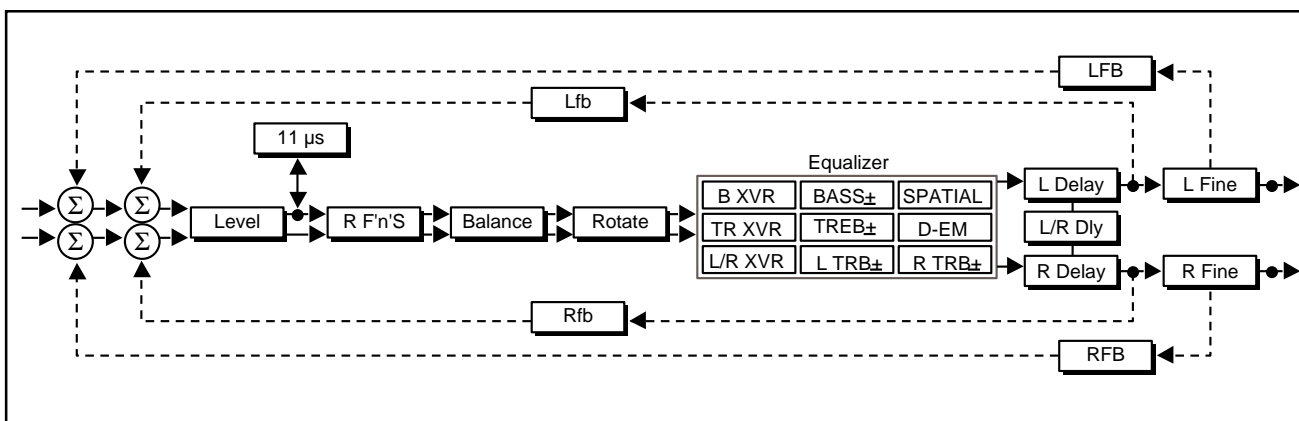 LFB
Lfb
11 µs
Equalizer
Σ
Σ
Level
R F'n'S
Balance
Rotate
B XVR
BASS±
SPATIAL
TR XVR
TREB±
D-EM
L/R XVR
L TRB±
R TRB±
L Delay
L Fine
L/R Dly
Σ
Σ
R Delay
R Fine
Rfb
RFB